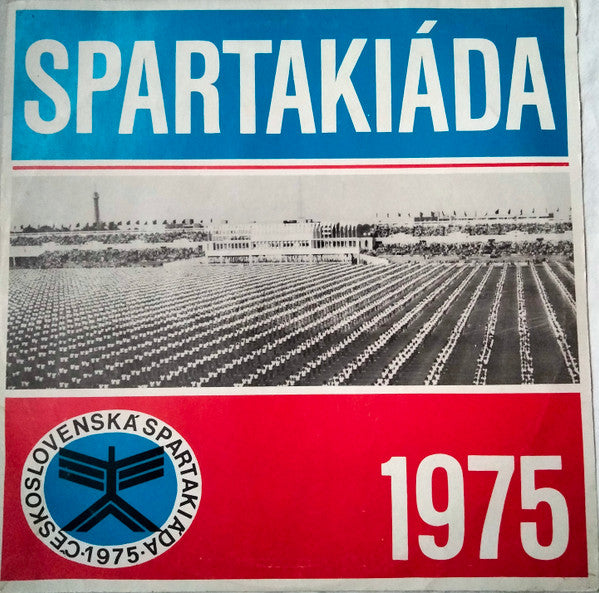 SPARTAKIÁDA
ČESKOSLOVENSKÁ SPARTAKIÁDA
·1975·
1975